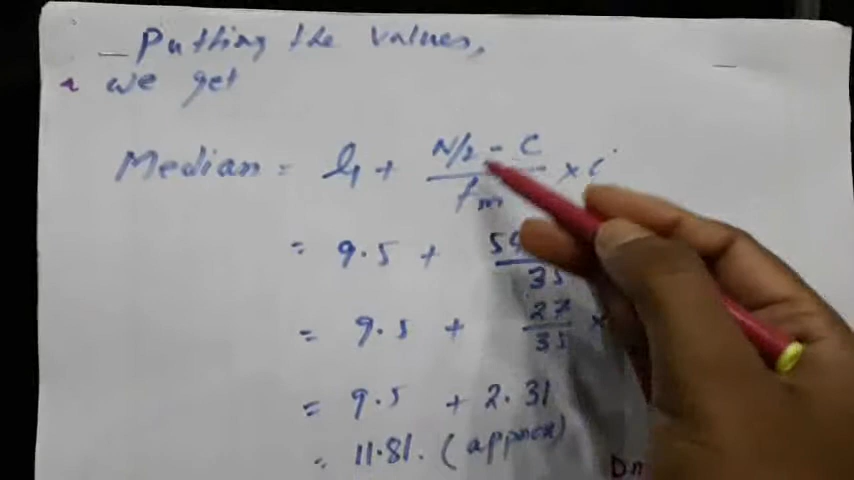 Putting the values,
we get
Median = l1 + N/2 - C / fm × i
= 9.5 + 35
= 9.5 + 27/35 ×
= 9.5 + 2.31
= 11.81. (approx)